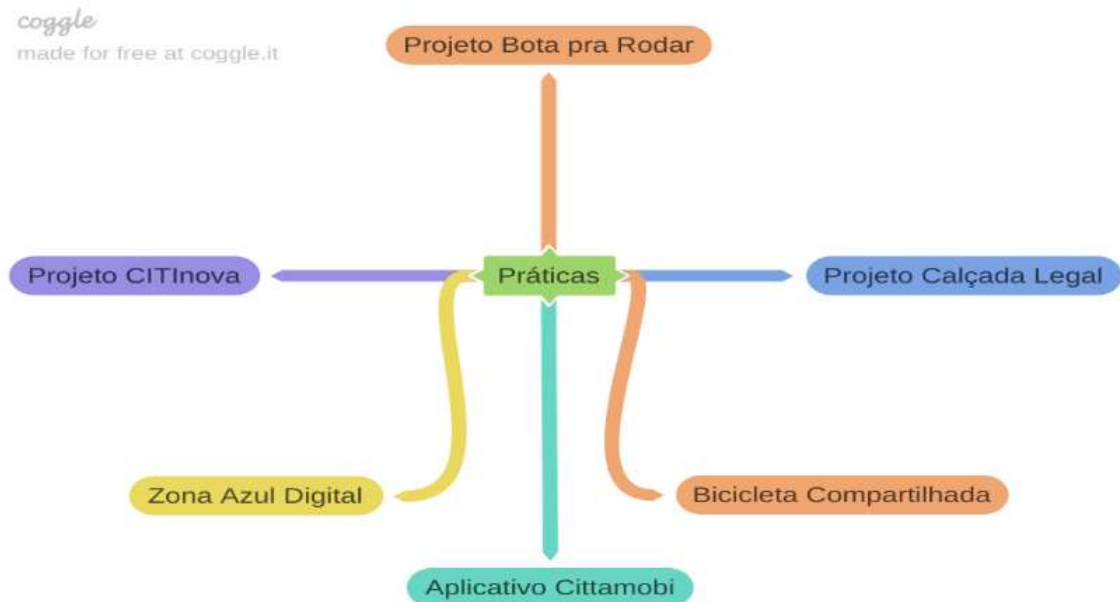 coggle
made for free at coggle.it
Projeto Bota pra Rodar
Projeto CITInova
Práticas
Projeto Calçada Legal
Zona Azul Digital
Bicicleta Compartilhada
Aplicativo Cittamobi